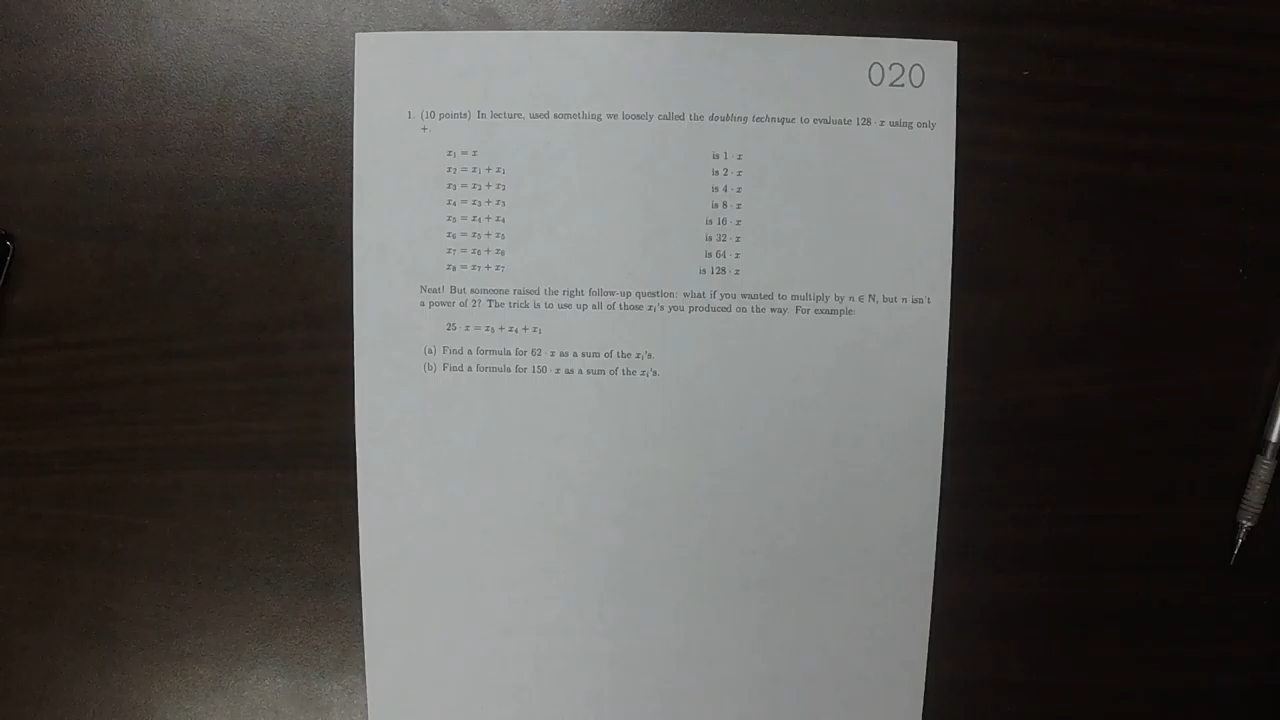 020
1. (10 points) In lecture, used something we loosely called the doubling technique to evaluate 128 · x using only
+.
x₁ = x is 1 · x
x₂ = x₁ + x₁ is 2 · x
x₃ = x₂ + x₂ is 4 · x
x₄ = x₃ + x₃ is 8 · x
x₅ = x₄ + x₄ is 16 · x
x₆ = x₅ + x₅ is 32 · x
x₇ = x₆ + x₆ is 64 · x
x₈ = x₇ + x₇ is 128 · x
Neat! But someone raised the right follow-up question: what if you wanted to multiply by n ∈ N, but n isn't
a power of 2? The trick is to use up all of those xᵢ's you produced on the way. For example:
25 · x = x₅ + x₄ + x₁
(a) Find a formula for 62 · x as a sum of the xᵢ's.
(b) Find a formula for 150 · x as a sum of the xᵢ's.